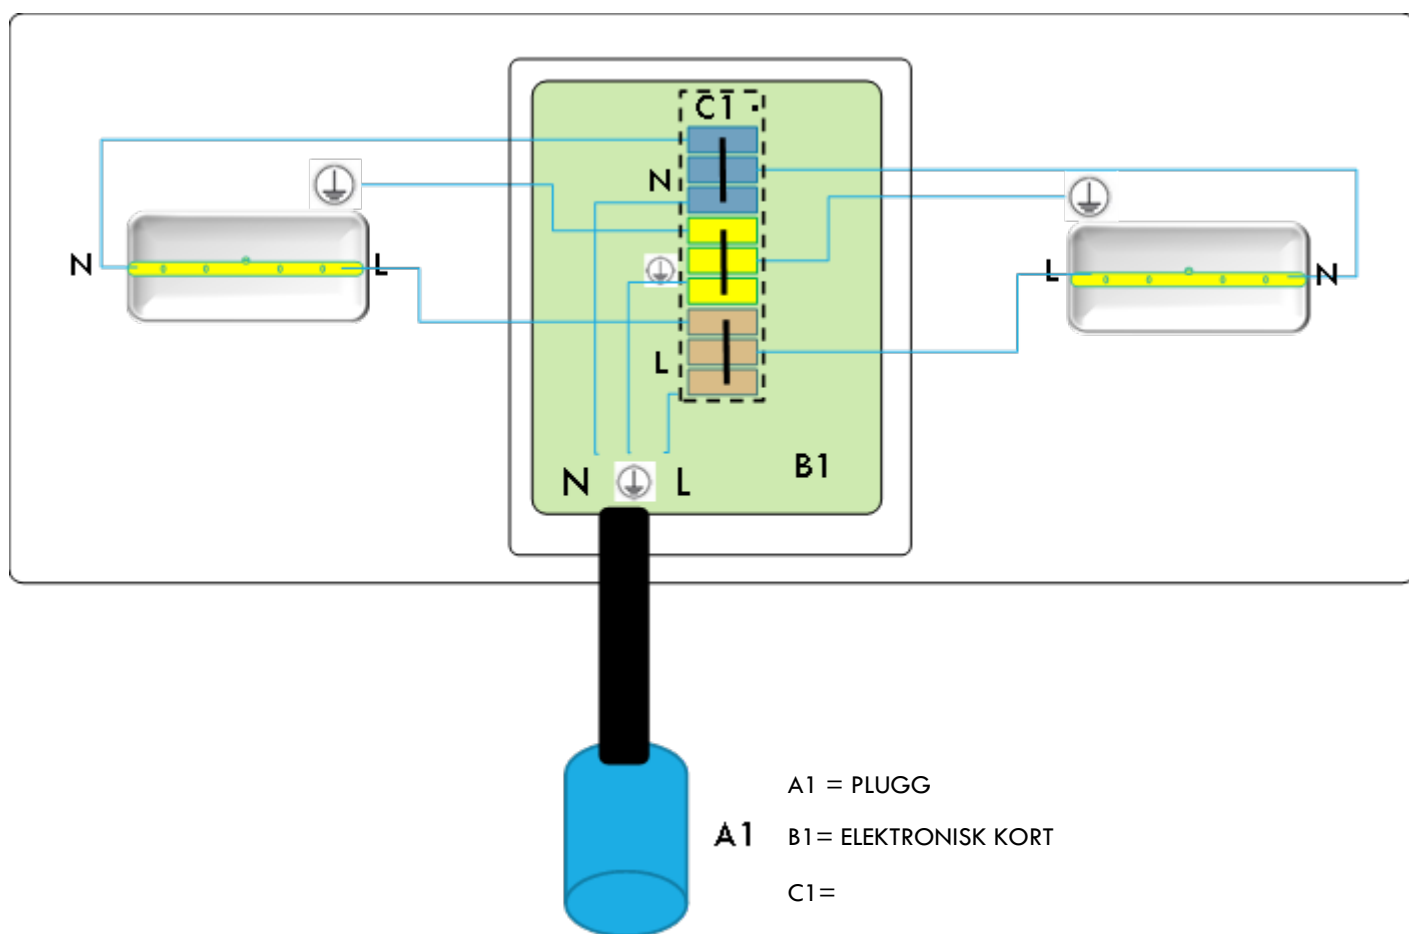 C1
N
N
L
L
N
L
N
L
B1
A1 = PLUGG
A1
B1= ELEKTRONISK KORT
C1=